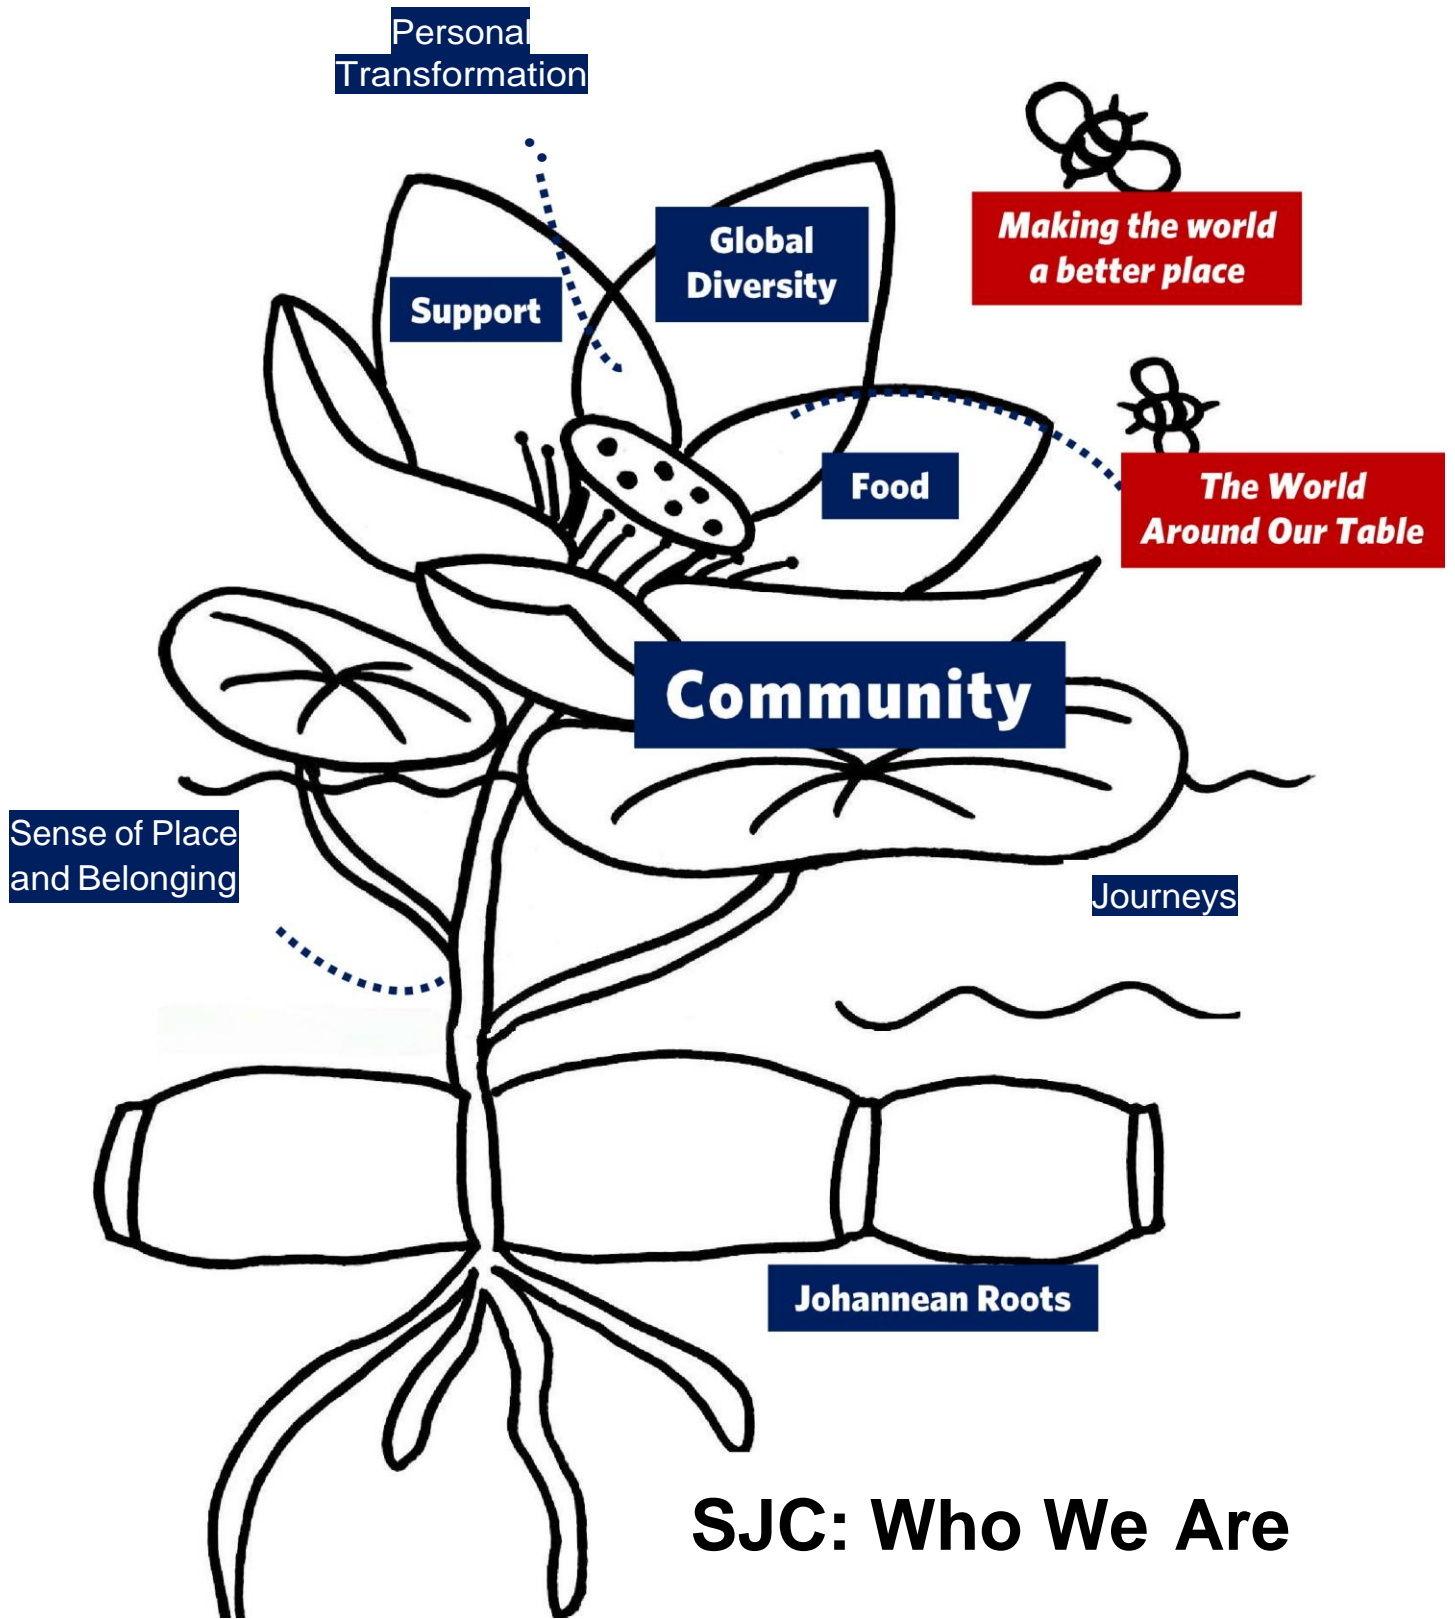 Personal
Transformation
Global
Diversity
Making the world
a better place
Support
Food
The World
Around Our Table
Community
Sense of Place
and Belonging
Journeys
Johannean Roots
SJC: Who We Are